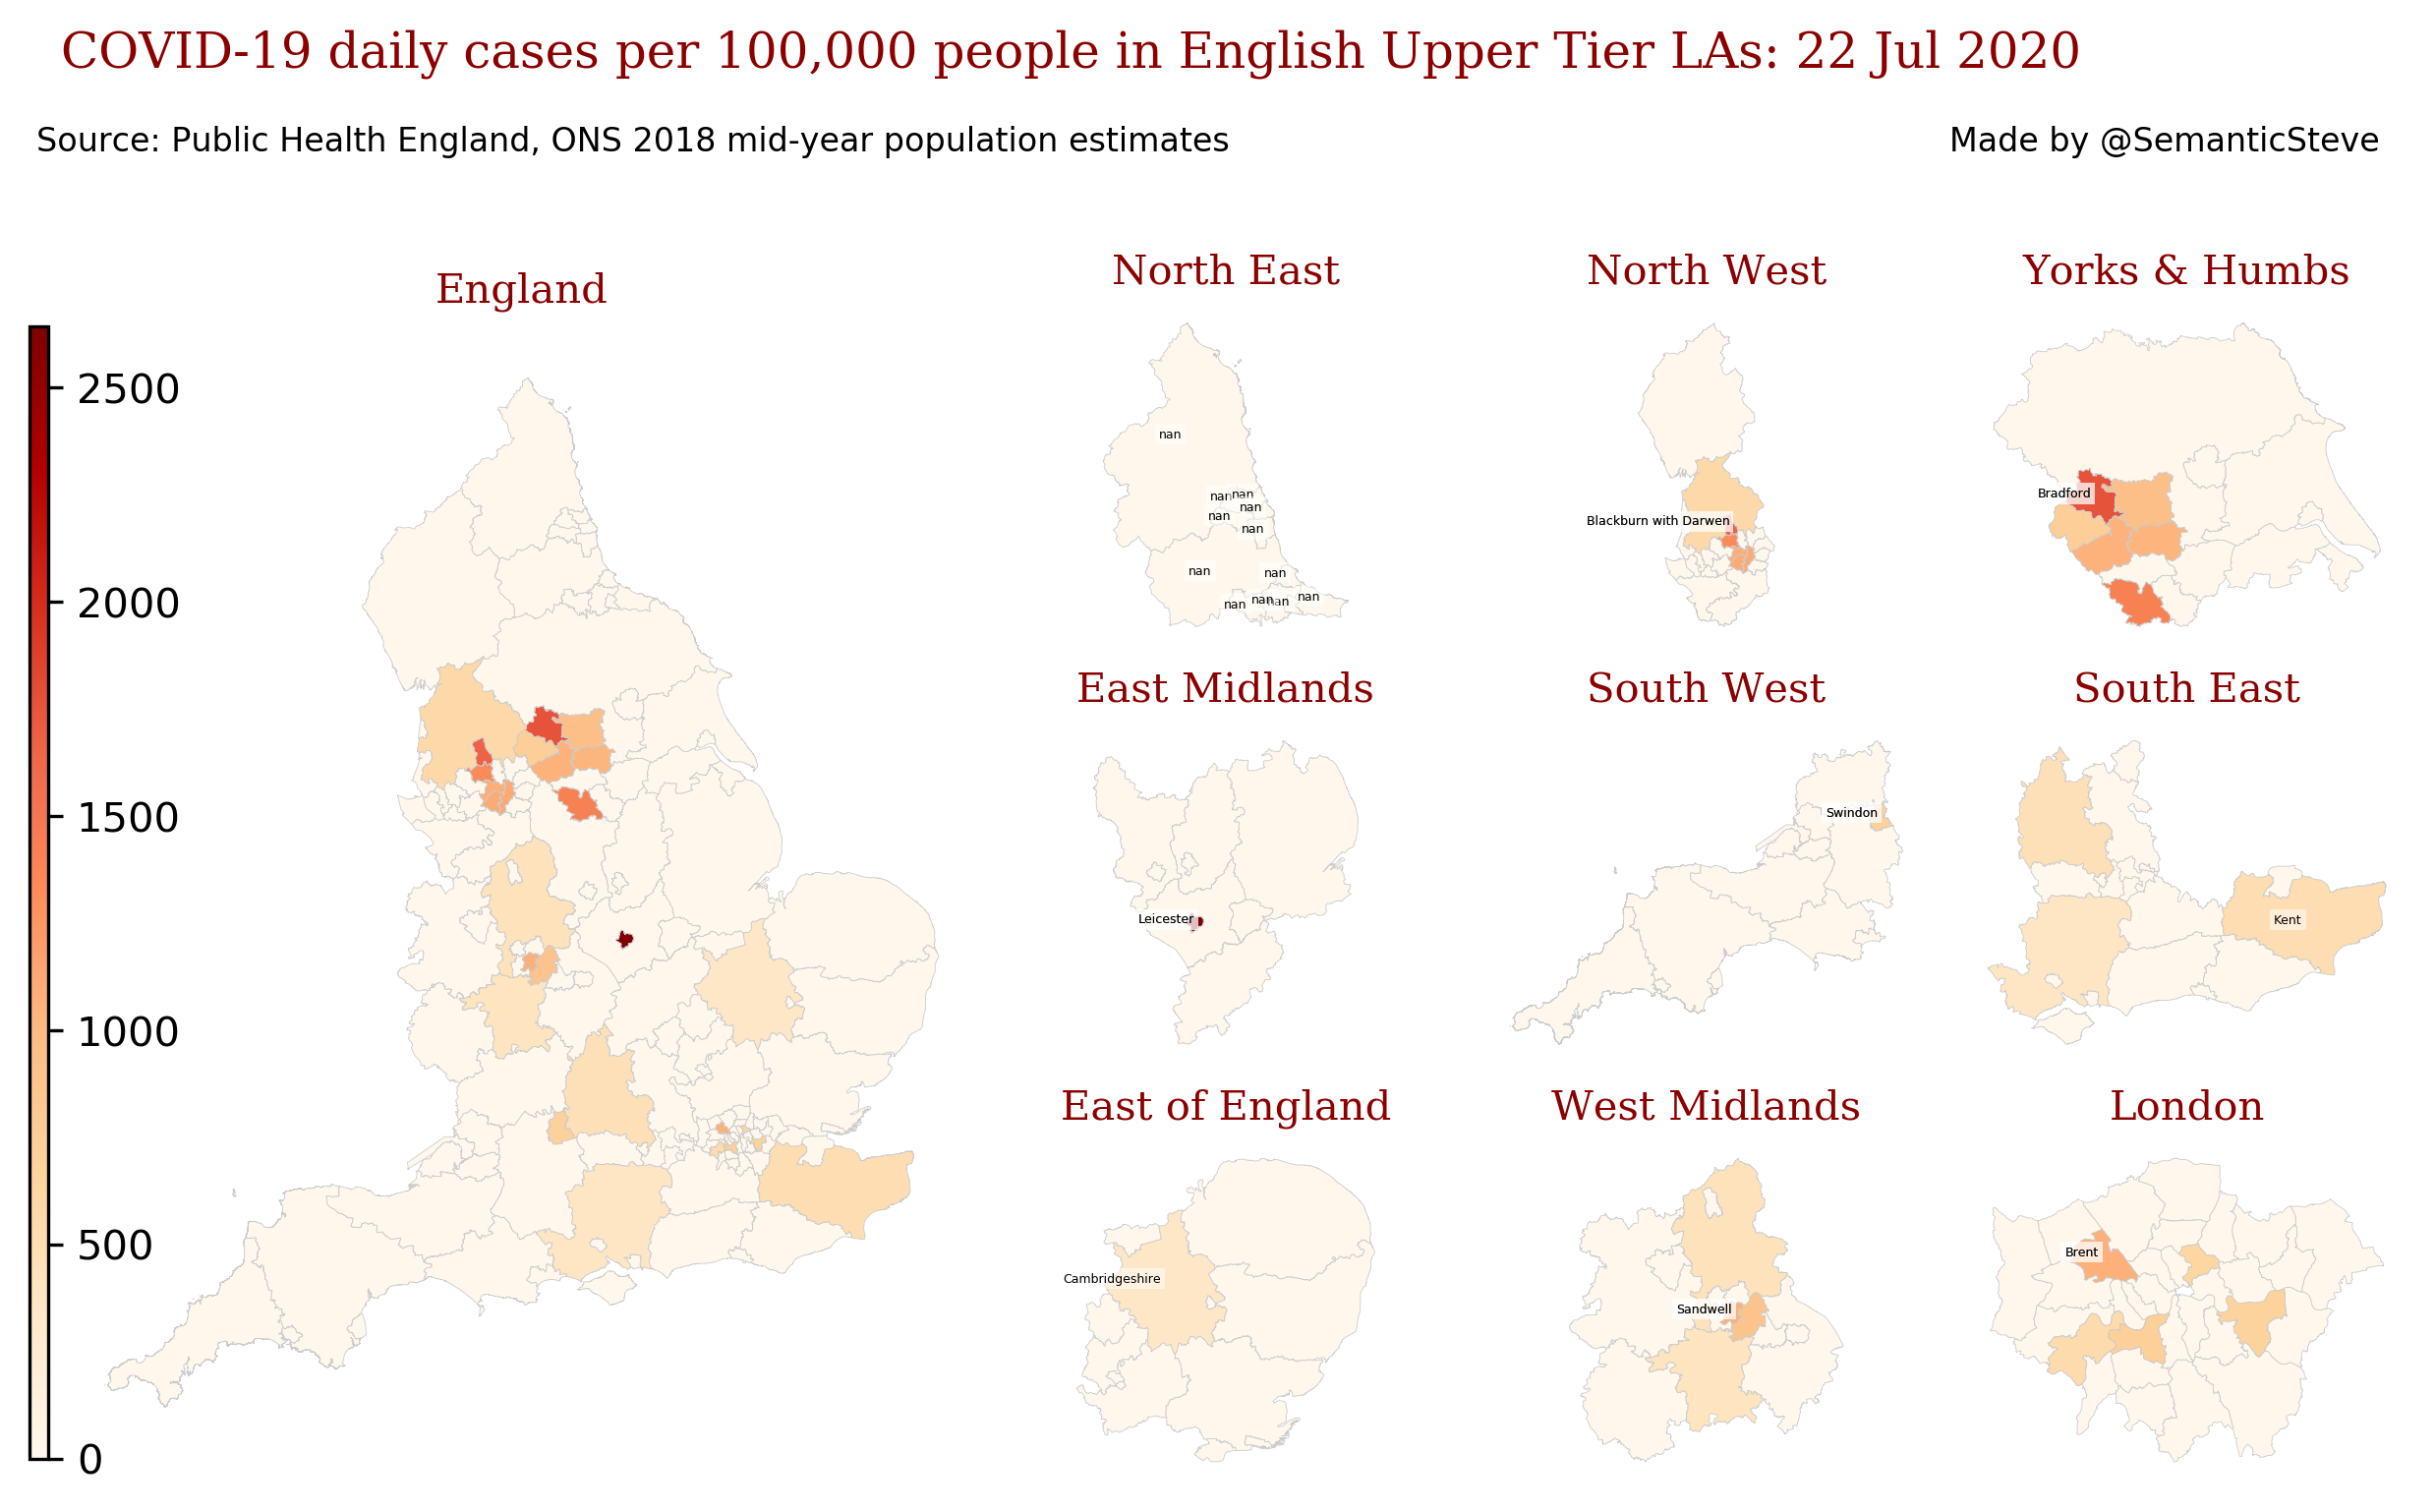 COVID-19 daily cases per 100,000 people in English Upper Tier LAs: 22 Jul 2020
Source: Public Health England, ONS 2018 mid-year population estimates
Made by @SemanticSteve
England
2500
2000
1500
1000
500
0
North East
nan
nan
nan
nan
nan
nan
nan
nan
nan
nan
nan
nan
North West
Blackburn with Darwen
Yorks & Humbs
Bradford
East Midlands
Leicester
South West
Swindon
South East
Kent
East of England
Cambridgeshire
West Midlands
Sandwell
London
Brent